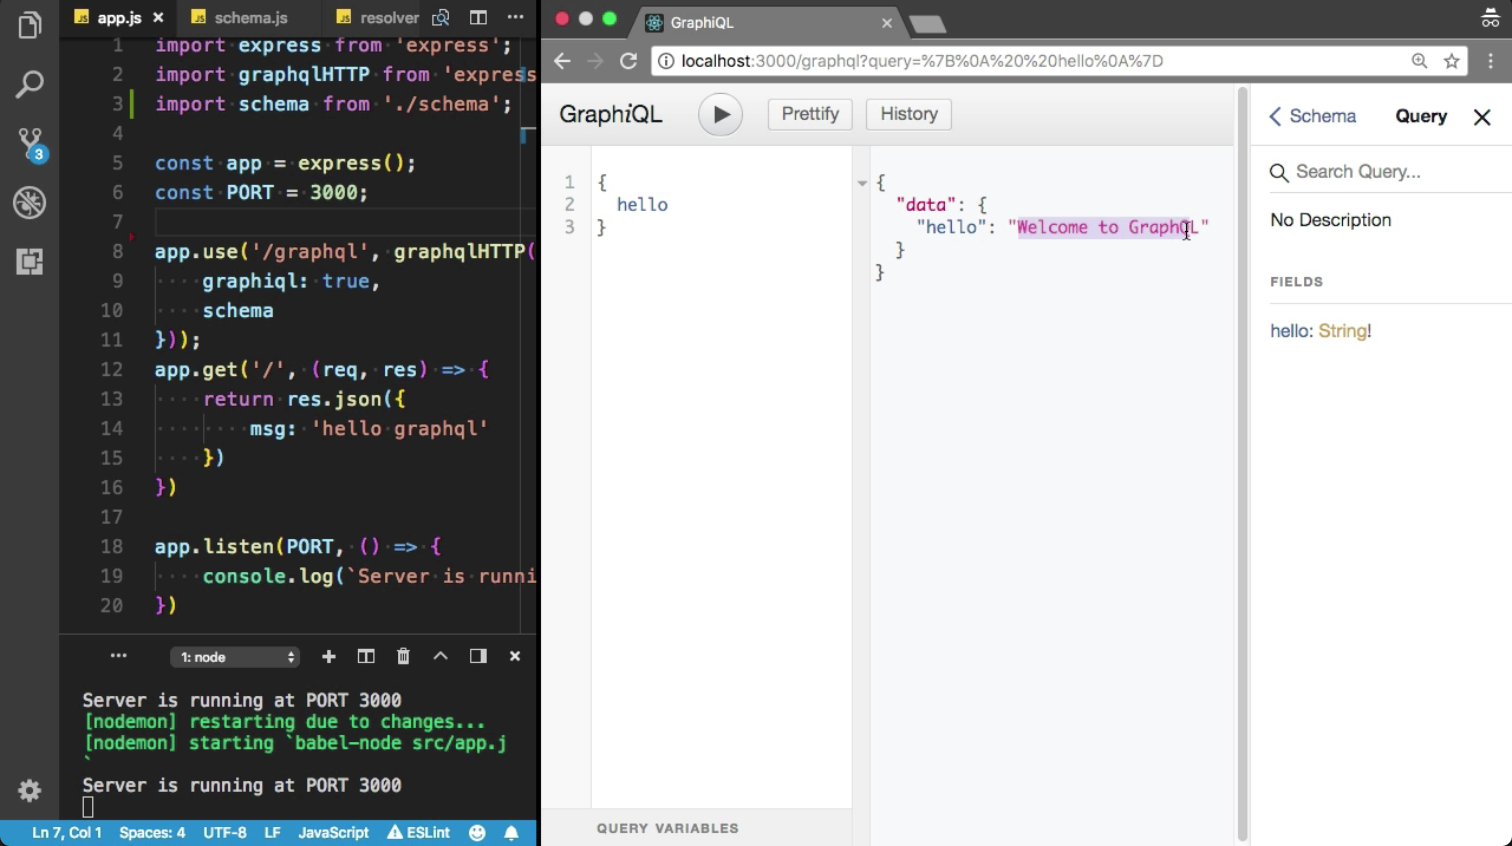 app.js
schema.js
resolver
1 import express from 'express';
2 import graphqlHTTP from 'express
3 import schema from './schema';
4
5 const app = express();
6 const PORT = 3000;
7
8 app.use('/graphql', graphqlHTTP(
9 graphiql: true,
10 schema
11 }));
12 app.get('/', (req, res) => {
13 return res.json({
14 msg: 'hello graphql'
15 })
16 })
17
18 app.listen(PORT, () => {
19 console.log(`Server is runni
20 })
3
1: node
Server is running at PORT 3000
[nodemon] restarting due to changes...
[nodemon] starting `babel-node src/app.j
`
Server is running at PORT 3000
Ln 7, Col 1 Spaces: 4 UTF-8 LF JavaScript ESLint
GraphiQL
localhost:3000/graphql?query=%7B%0A%20%20hello%0A%7D
GraphiQL Prettify History
1 {
2 hello
3 }
{
"data": {
"hello": "Welcome to GraphQL"
}
}
QUERY VARIABLES
Schema Query
Search Query...
No Description
FIELDS
hello: String!